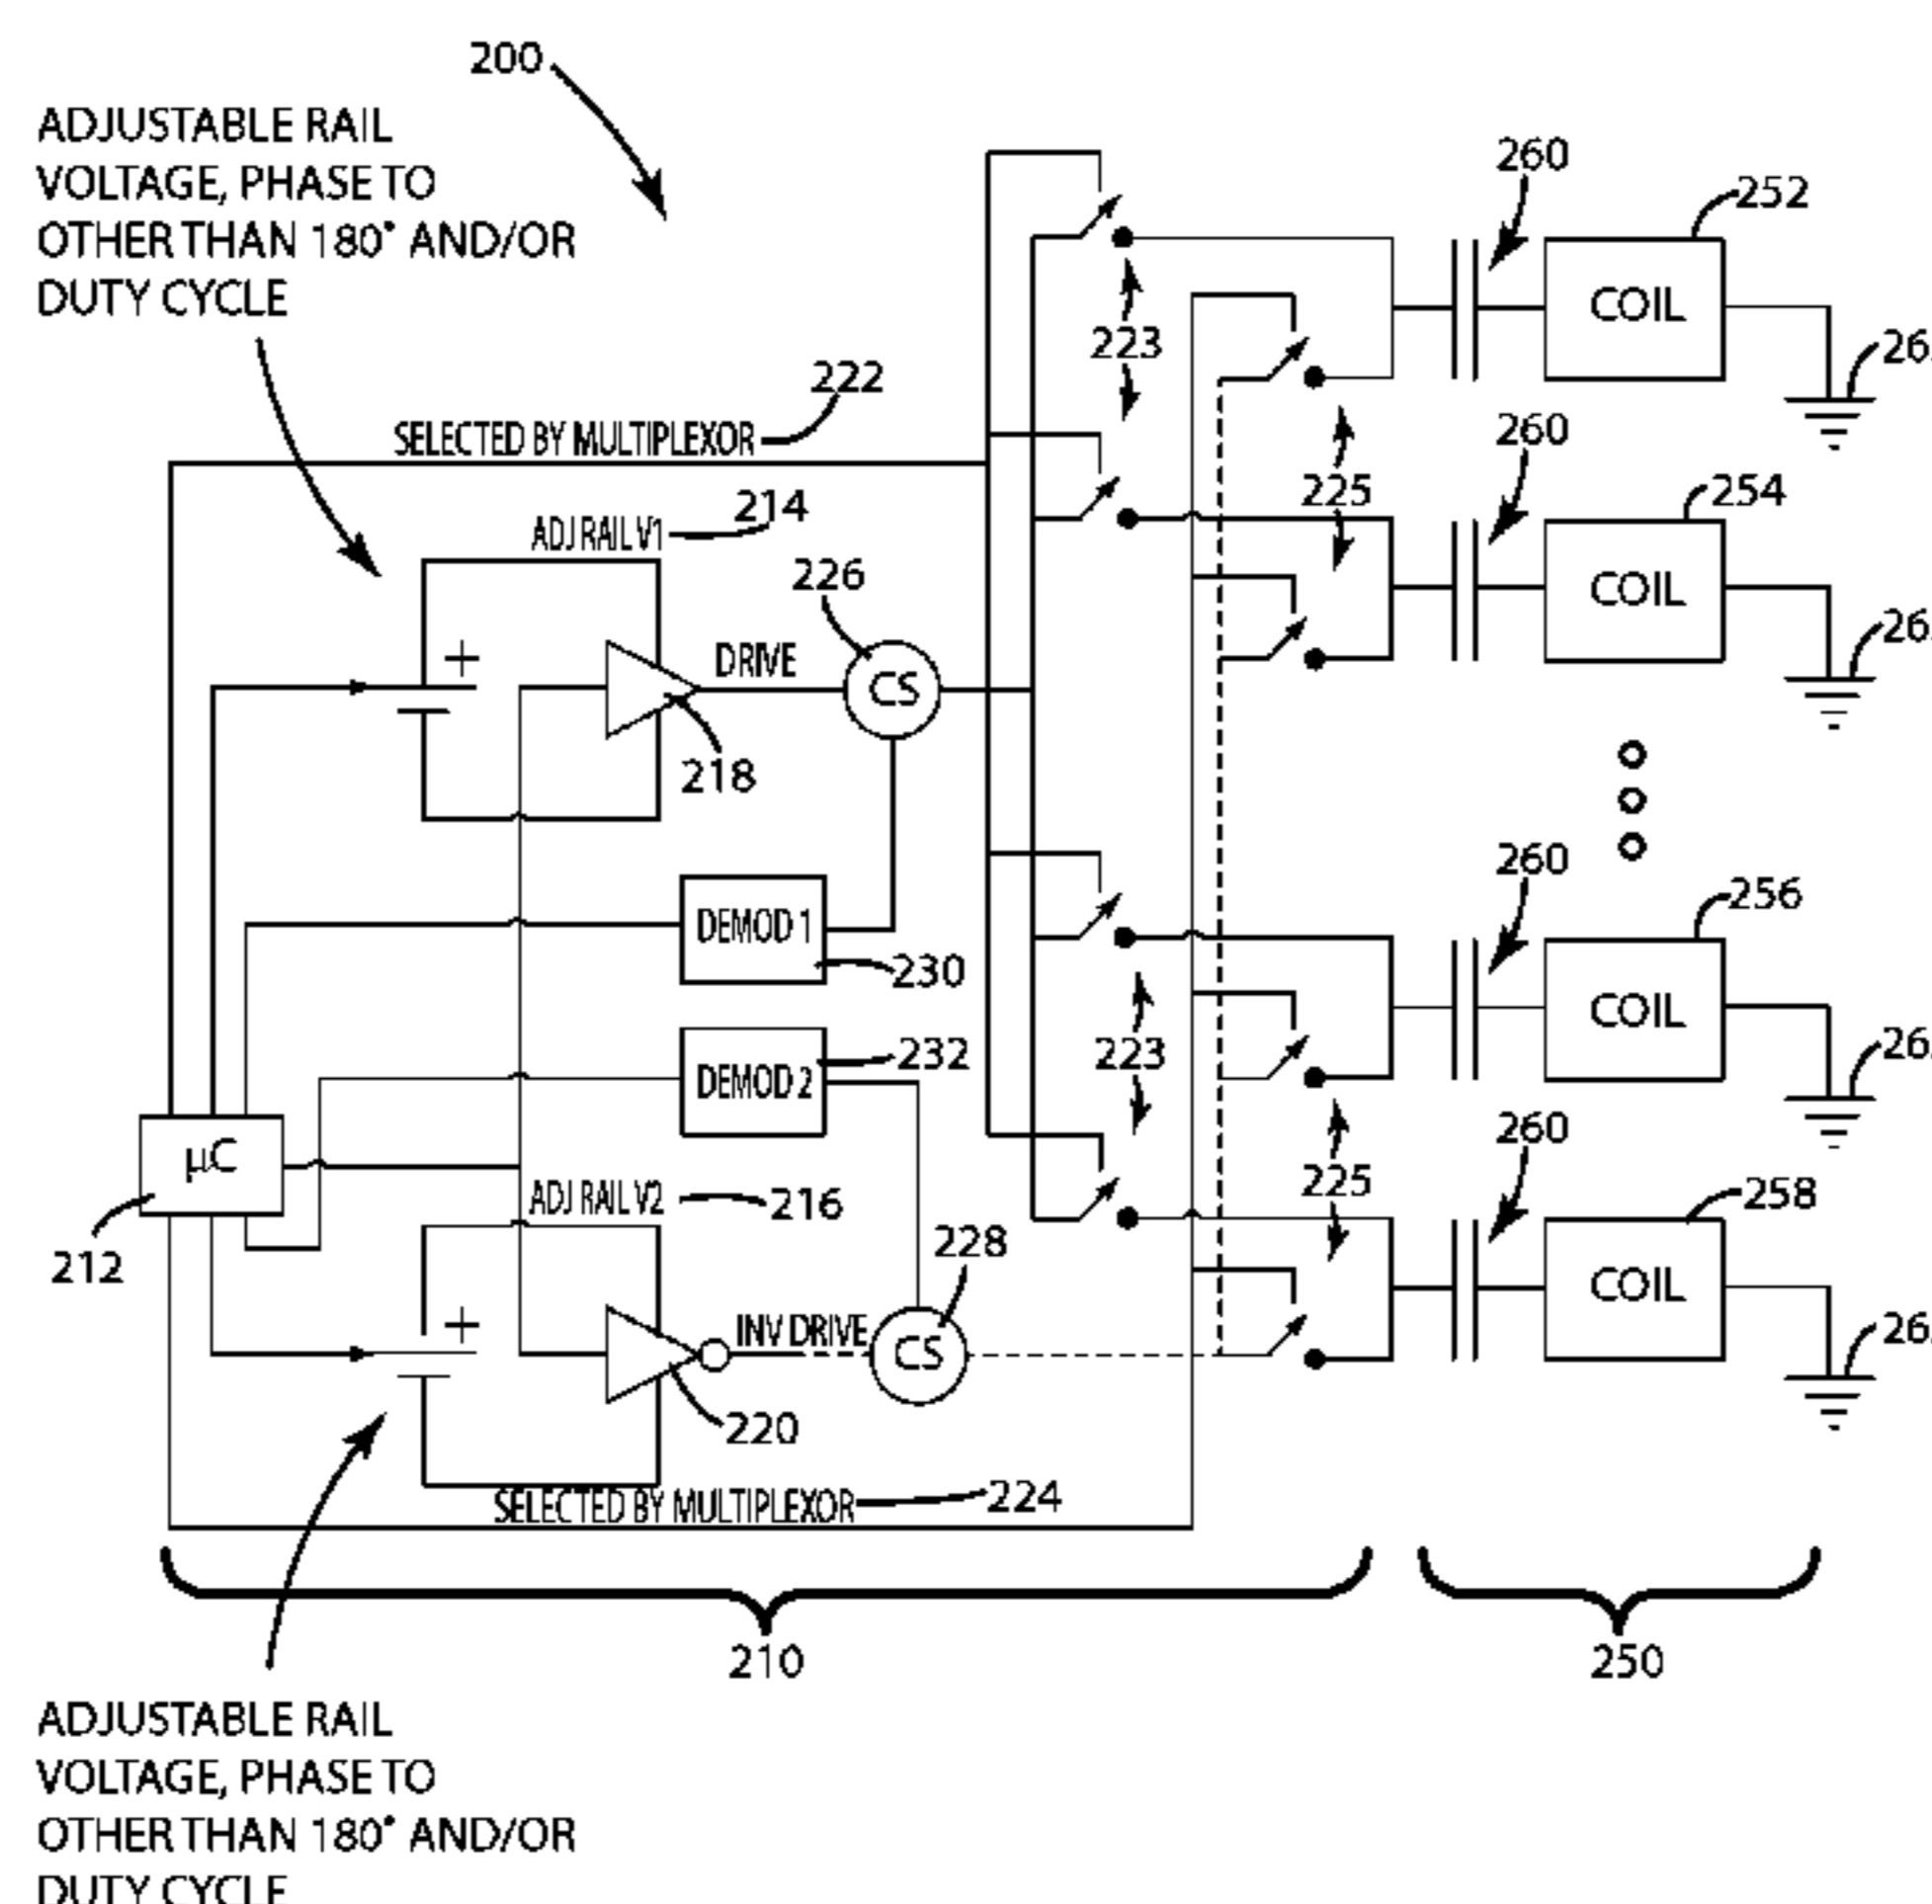 200
ADJUSTABLE RAIL
VOLTAGE, PHASE TO
OTHER THAN 180° AND/OR
DUTY CYCLE
260
252
COIL
223
26
222
SELECTED BY MULTIPLEXOR
225
260
254
COIL
26
214
ADJ RAIL V1
226
+
DRIVE
CS
218
260
256
DEMOD 1
230
COIL
26
232
DEMOD 2
223
μC
212
ADJ RAIL V2
216
225
260
258
COIL
26
228
+
INV DRIVE
CS
220
SELECTED BY MULTIPLEXOR
224
210
250
ADJUSTABLE RAIL
VOLTAGE, PHASE TO
OTHER THAN 180° AND/OR
DUTY CYCLE